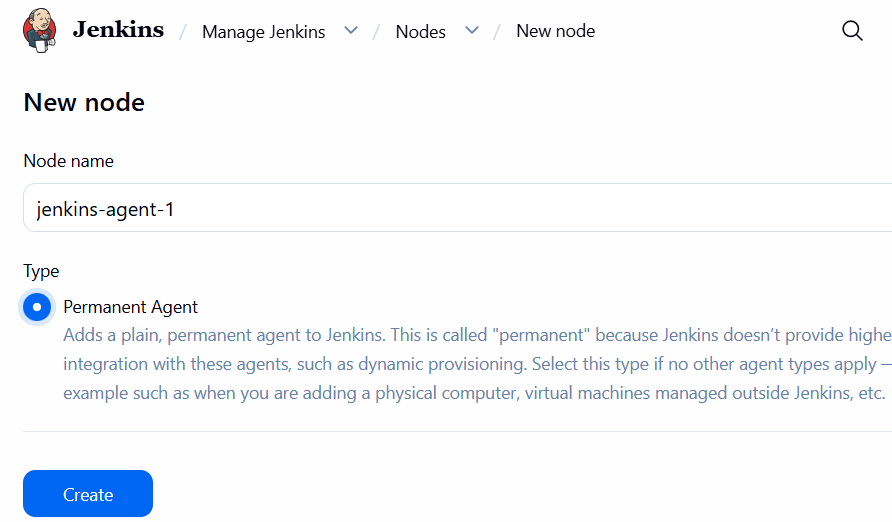 Jenkins / Manage Jenkins / Nodes / New node
New node
Node name
jenkins-agent-1
Type
Permanent Agent
Adds a plain, permanent agent to Jenkins. This is called "permanent" because Jenkins doesn’t provide highe
integration with these agents, such as dynamic provisioning. Select this type if no other agent types apply —
example such as when you are adding a physical computer, virtual machines managed outside Jenkins, etc.
Create